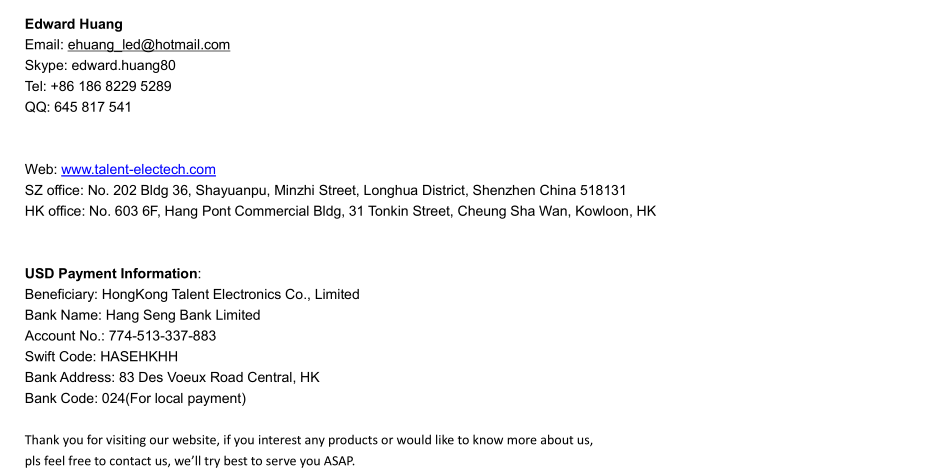 Edward Huang
Email: ehuang_led@hotmail.com
Skype: edward.huang80
Tel: +86 186 8229 5289
QQ: 645 817 541
Web: www.talent-electech.com
SZ office: No. 202 Bldg 36, Shayuanpu, Minzhi Street, Longhua District, Shenzhen China 518131
HK office: No. 603 6F, Hang Pont Commercial Bldg, 31 Tonkin Street, Cheung Sha Wan, Kowloon, HK
USD Payment Information:
Beneficiary: HongKong Talent Electronics Co., Limited
Bank Name: Hang Seng Bank Limited
Account No.: 774-513-337-883
Swift Code: HASEHKHH
Bank Address: 83 Des Voeux Road Central, HK
Bank Code: 024(For local payment)
Thank you for visiting our website, if you interest any products or would like to know more about us,
pls feel free to contact us, we’ll try best to serve you ASAP.